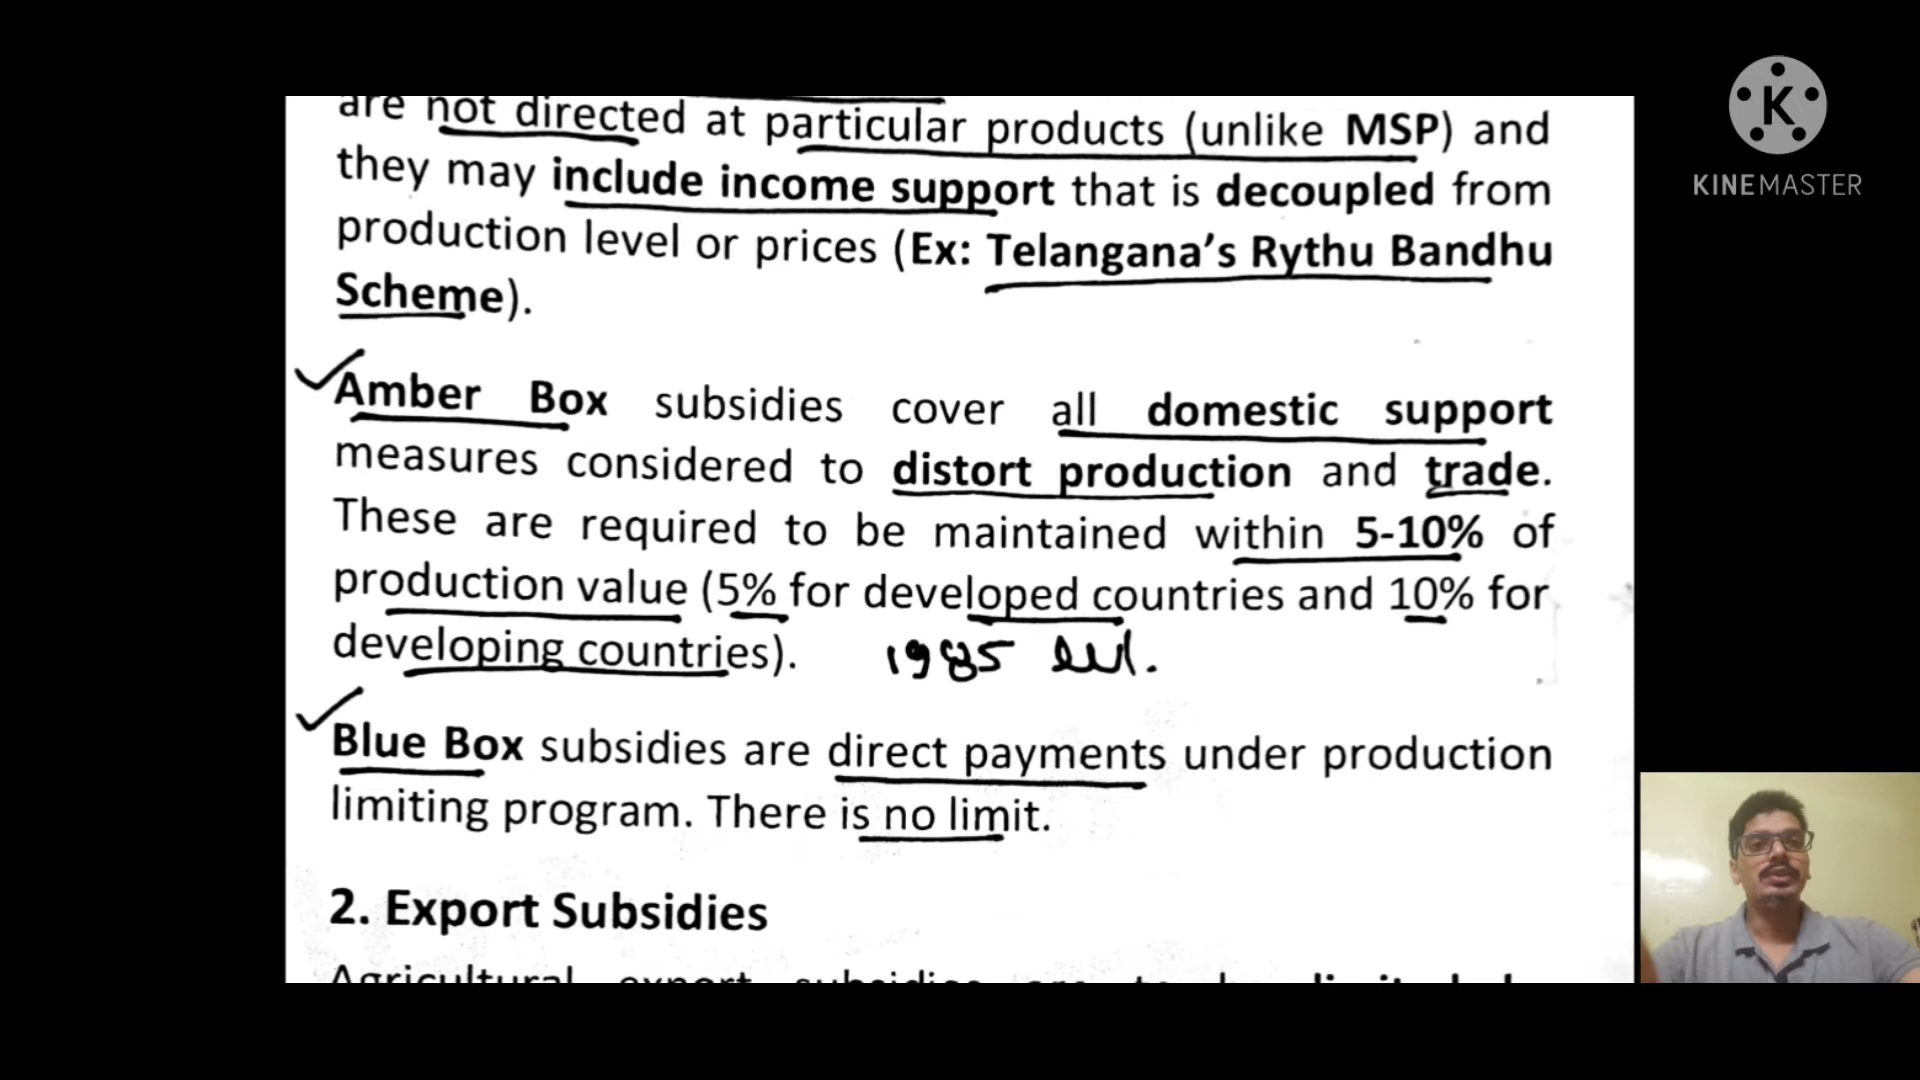 are not directed at particular products (unlike MSP) and
they may include income support that is decoupled from
production level or prices (Ex: Telangana’s Rythu Bandhu
Scheme).
Amber Box subsidies cover all domestic support
measures considered to distort production and trade.
These are required to be maintained within 5-10% of
production value (5% for developed countries and 10% for
developing countries).
Blue Box subsidies are direct payments under production
limiting program. There is no limit.
2. Export Subsidies
Agricultural export subsidies
K
KINEMASTER